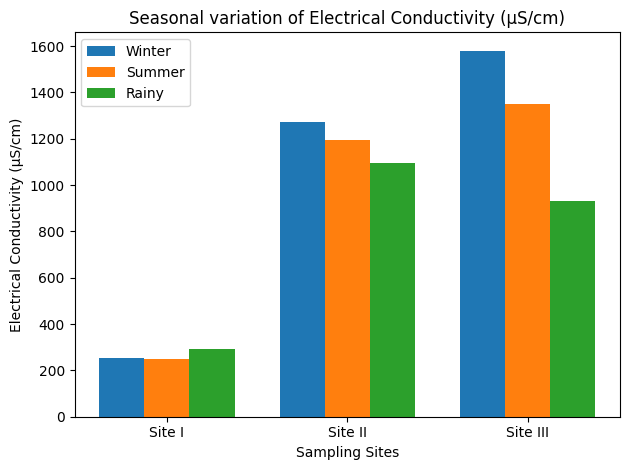 Seasonal variation of Electrical Conductivity (µS/cm)
Winter
Summer
Rainy
Electrical Conductivity (µS/cm)
1600
1400
1200
1000
800
600
400
200
0
Site I Site II Site III
Sampling Sites